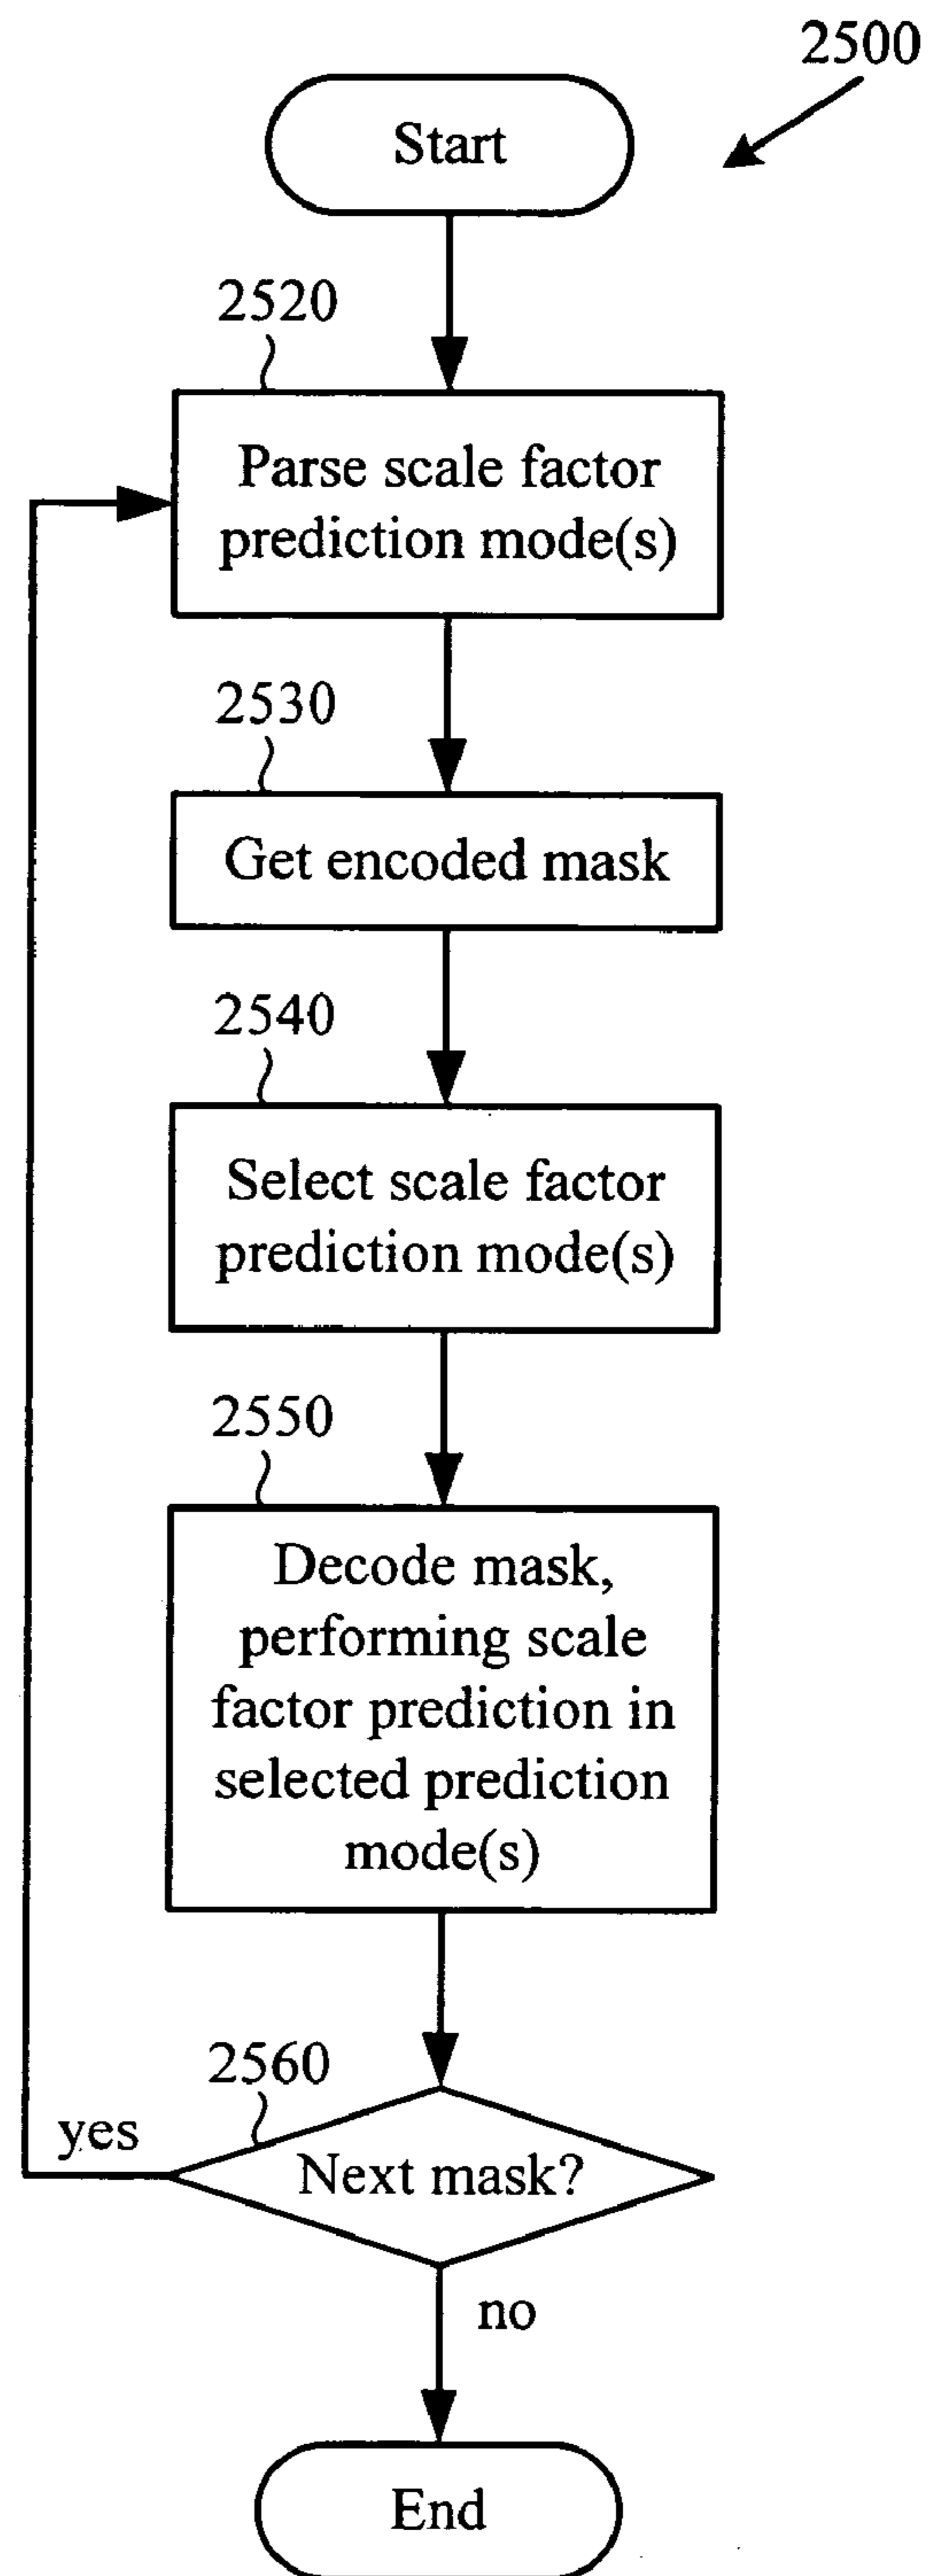 2500
Start
2520
Parse scale factor
prediction mode(s)
2530
Get encoded mask
2540
Select scale factor
prediction mode(s)
2550
Decode mask,
performing scale
factor prediction in
selected prediction
mode(s)
2560
yes
Next mask?
no
End